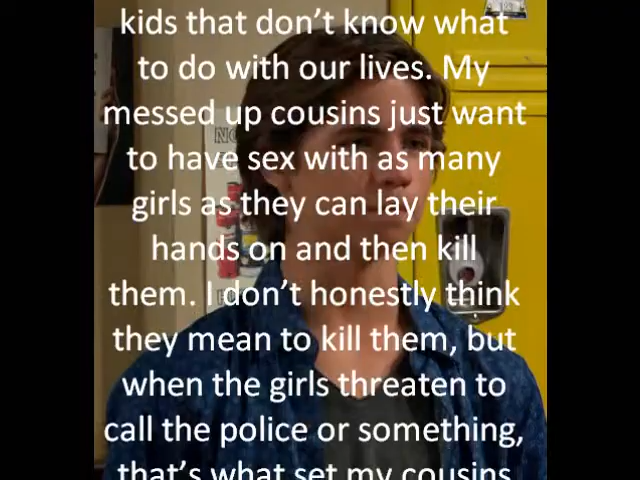 kids that don't know what
to do with our lives. My
messed up cousins just want
to have sex with as many
girls as they can lay their
hands on and then kill
them. I don't honestly think
they mean to kill them, but
when the girls threaten to
call the police or something,
that's what set my cousins